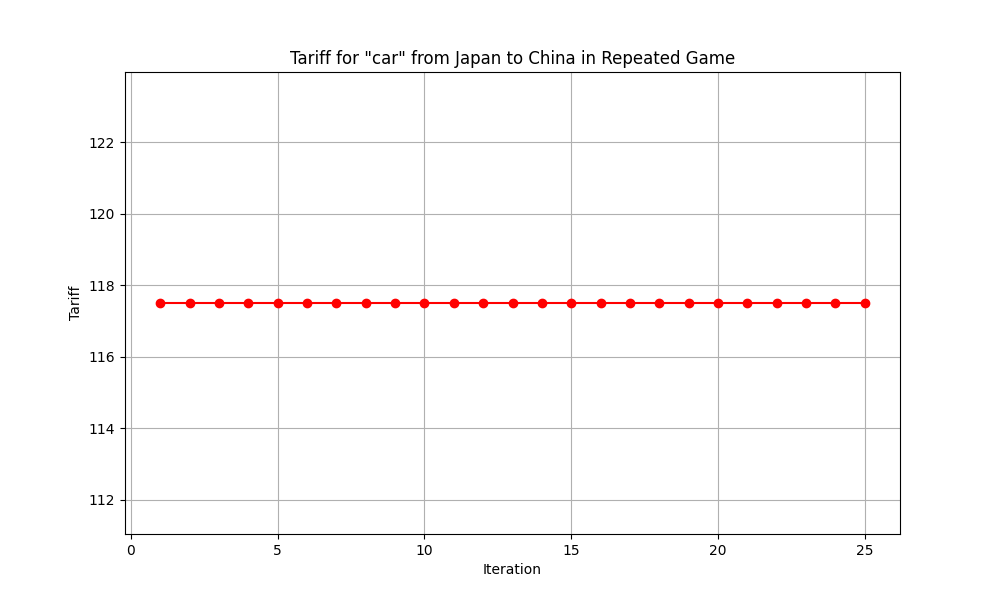 Tariff for "car" from Japan to China in Repeated Game
122
120
118
116
114
112
Tariff
0 5 10 15 20 25
Iteration